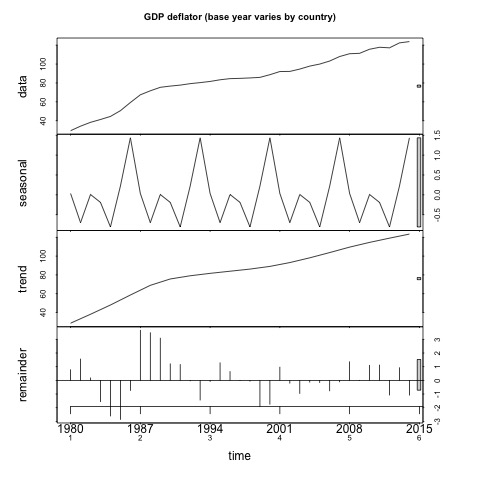 GDP deflator (base year varies by country)
data
40 60 80 100
seasonal
-0.5 0.0 0.5 1.0 1.5
trend
40 60 80 100
remainder
-3 -2 -1 0 1 2 3
1980 1987 1994 2001 2008 2015
1 2 3 4 5 6
time